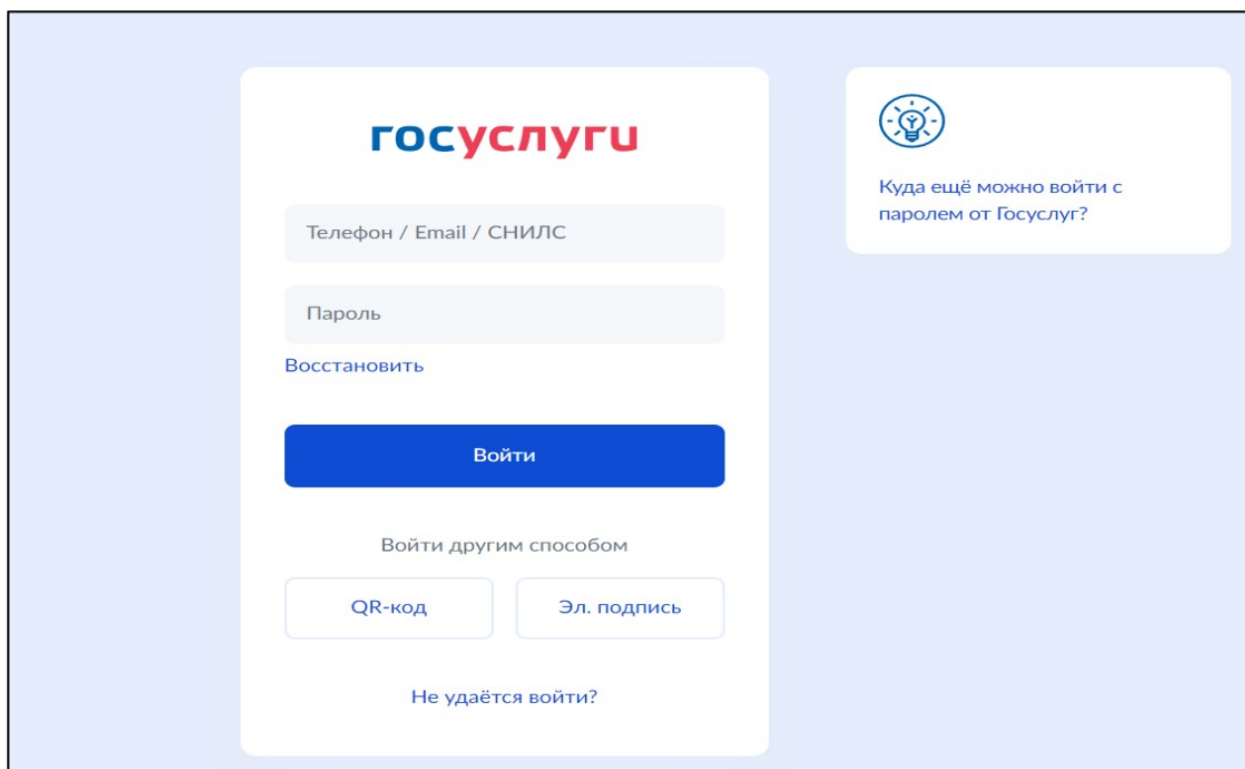 госуслуги
Телефон / Email / СНИЛС
Пароль
Восстановить
Войти
Войти другим способом
QR-код
Эл. подпись
Не удаётся войти?
Куда ещё можно войти с
паролем от Госуслуг?